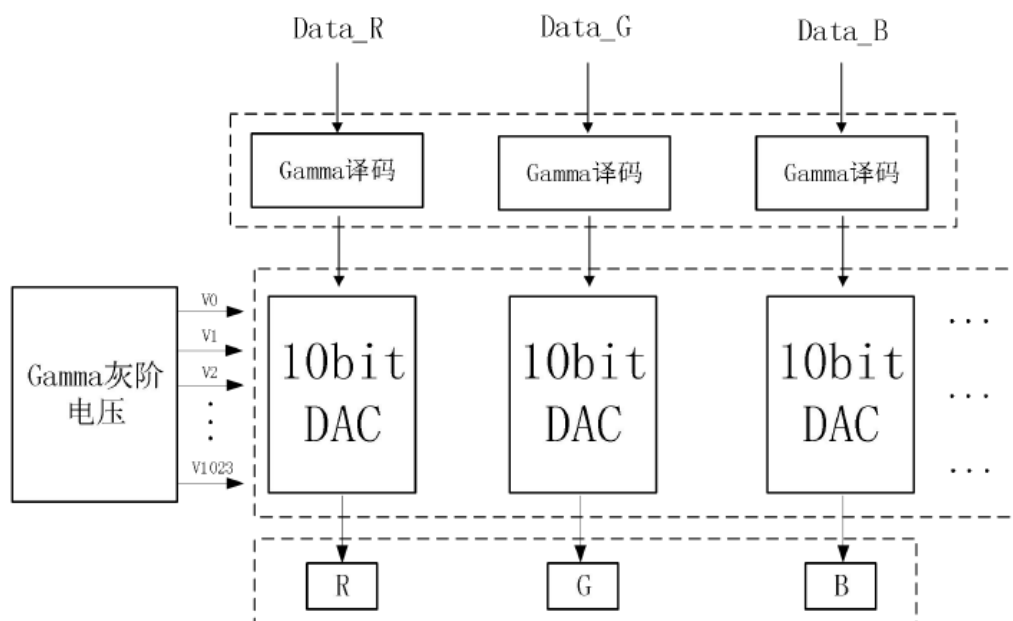 Data_R
Data_G
Data_B
Gamma译码
Gamma译码
Gamma译码
Gamma灰阶
电压
V0
V1
V2
V1023
10bit
DAC
10bit
DAC
10bit
DAC
...
...
...
R
G
B